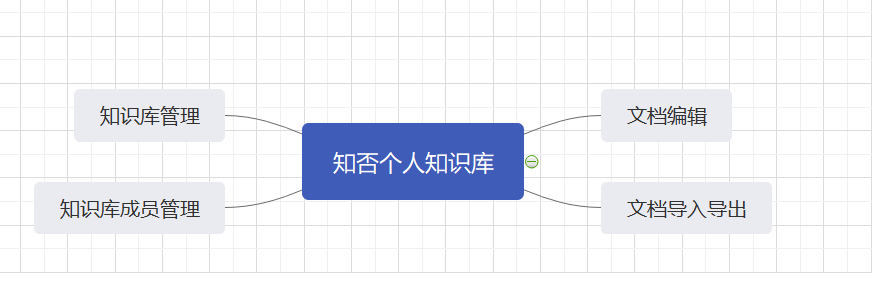 知识库管理
文档编辑
知否个人知识库
知识库成员管理
文档导入导出